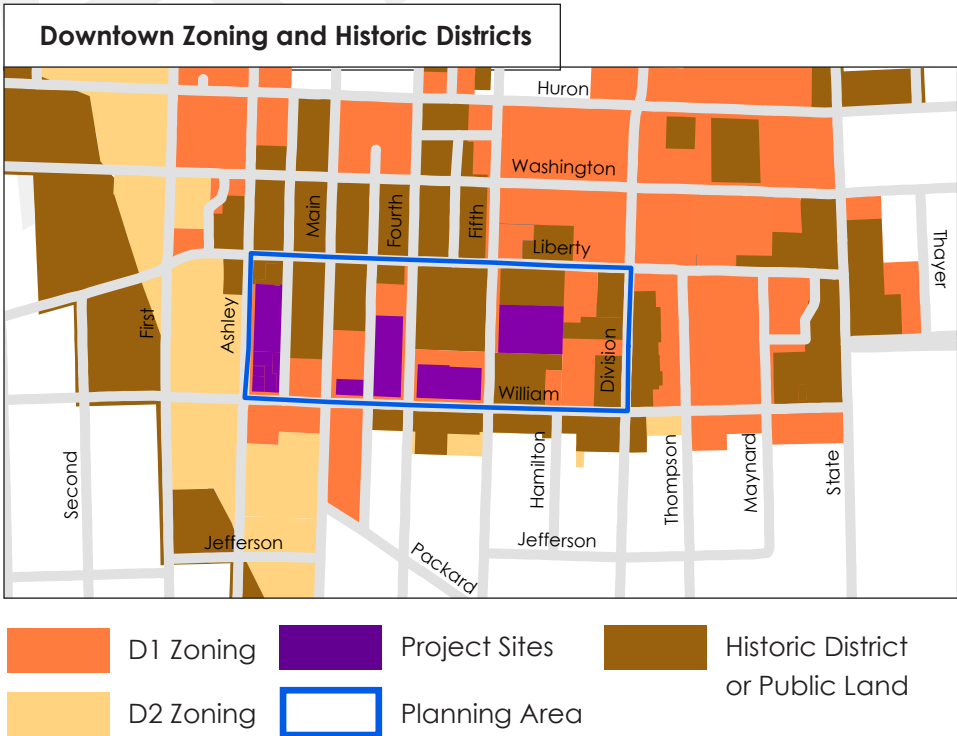 Downtown Zoning and Historic Districts
Huron
Washington
Main
Fourth
Fifth
Liberty
Thayer
First
Ashley
Division
William
Second
Hamilton
Thompson
Maynard
State
Jefferson
Jefferson
Packard
D1 Zoning
Project Sites
Historic District
or Public Land
D2 Zoning
Planning Area